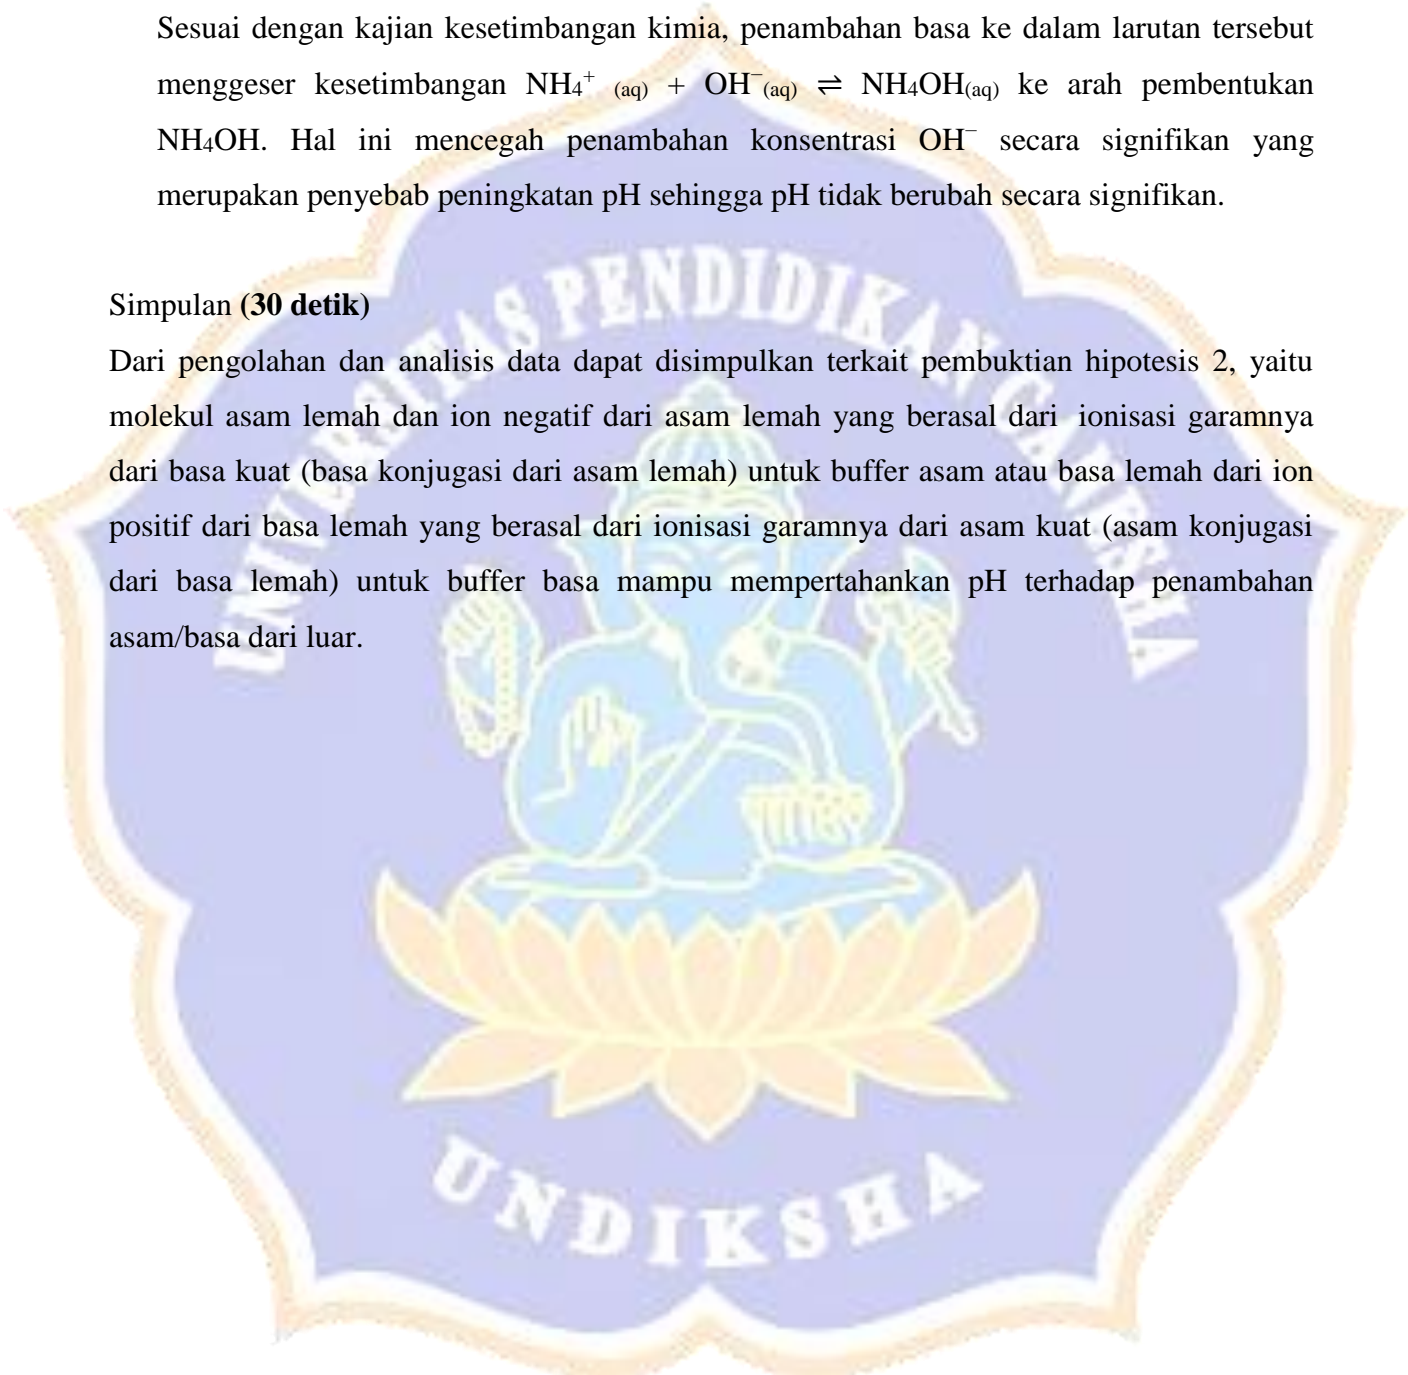 Sesuai dengan kajian kesetimbangan kimia, penambahan basa ke dalam larutan tersebut
menggeser kesetimbangan NH₄⁺ (aq) + OH⁻(aq) ⇌ NH₄OH(aq) ke arah pembentukan
NH₄OH. Hal ini mencegah penambahan konsentrasi OH⁻ secara signifikan yang
merupakan penyebab peningkatan pH sehingga pH tidak berubah secara signifikan.
UNIVERSITAS PENDIDIKAN GANESHA
Simpulan (30 detik)
Dari pengolahan dan analisis data dapat disimpulkan terkait pembuktian hipotesis 2, yaitu
molekul asam lemah dan ion negatif dari asam lemah yang berasal dari ionisasi garamnya
dari basa kuat (basa konjugasi dari asam lemah) untuk buffer asam atau basa lemah dari ion
positif dari basa lemah yang berasal dari ionisasi garamnya dari asam kuat (asam konjugasi
dari basa lemah) untuk buffer basa mampu mempertahankan pH terhadap penambahan
asam/basa dari luar.
UNDIKSHA